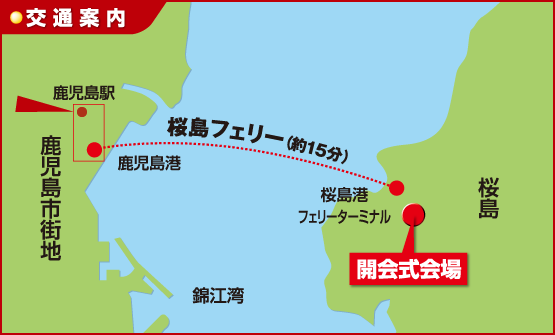 交通案内
鹿児島駅
桜島フェリー(約15分)
鹿児島港
鹿児島市街地
桜島港
フェリーターミナル
桜島
開会式会場
錦江湾